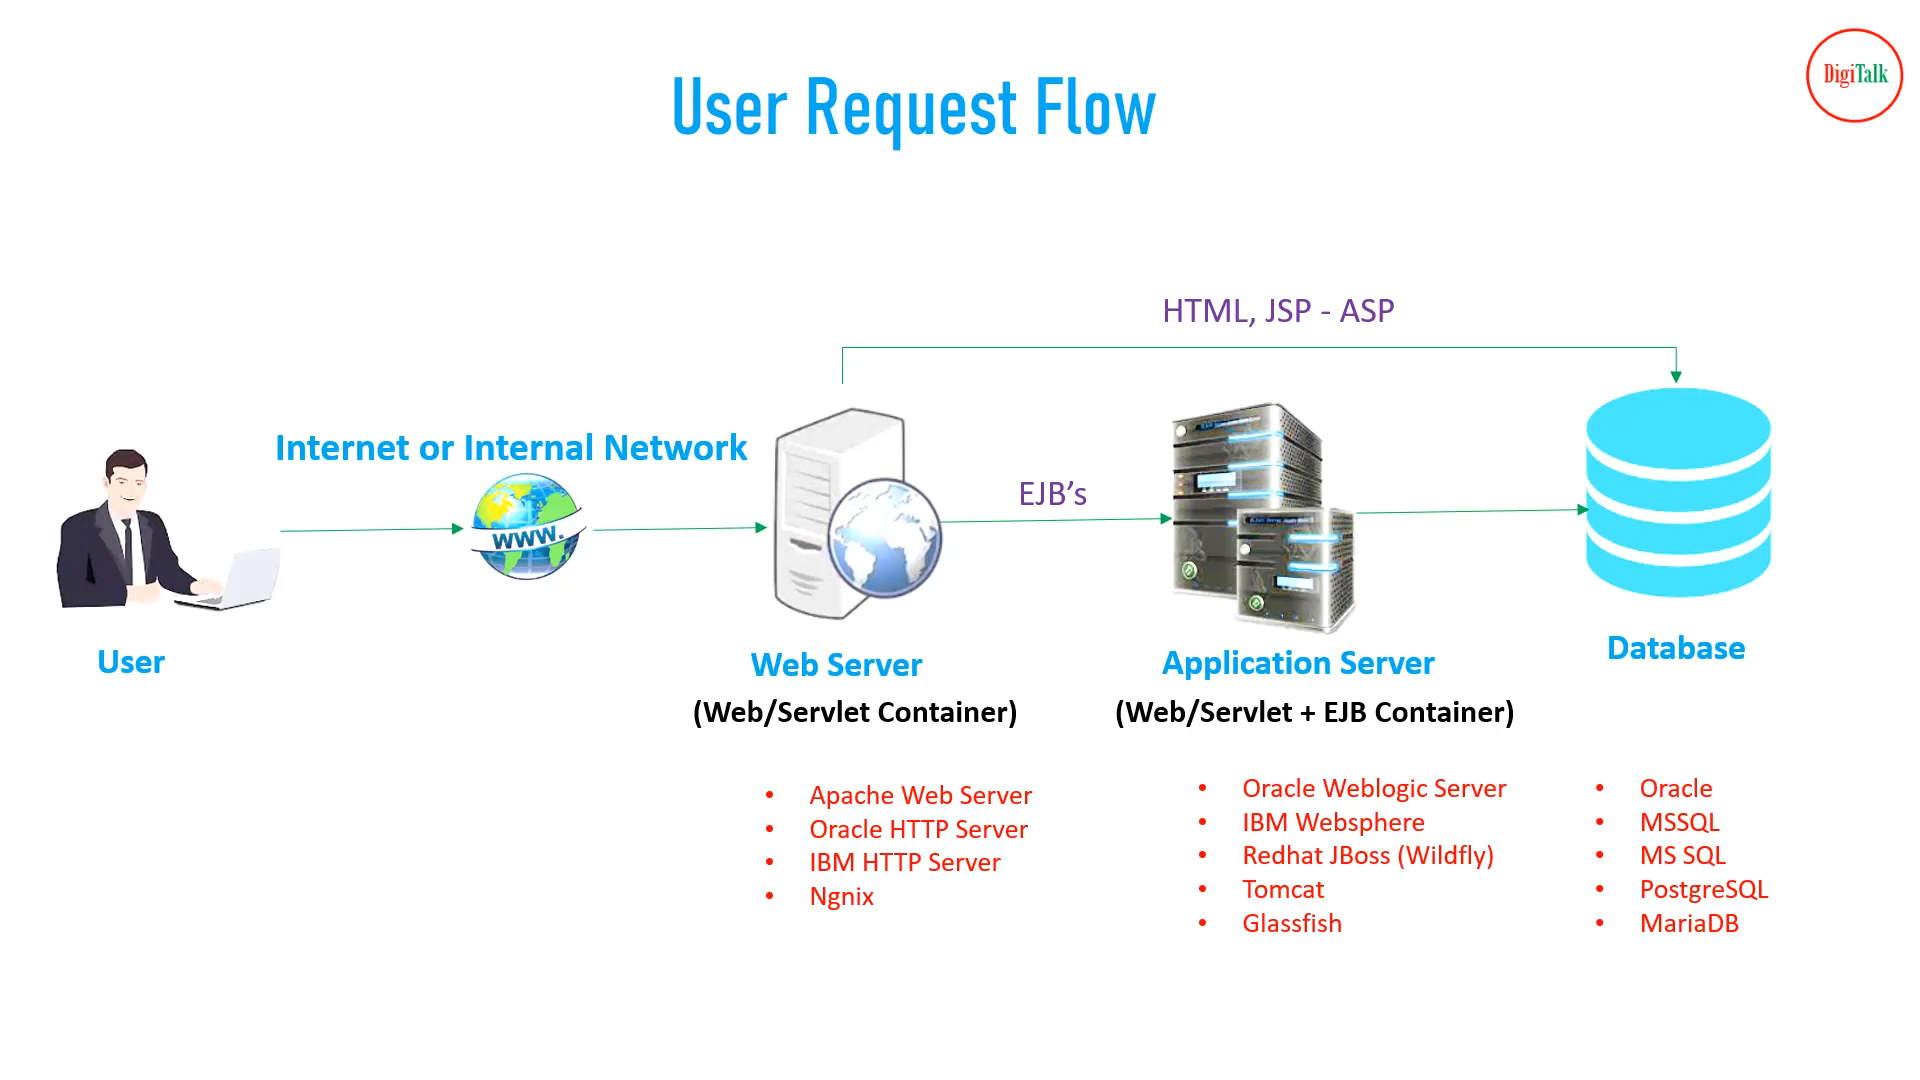 DigiTalk
User Request Flow
HTML, JSP - ASP
Internet or Internal Network
EJB's
www.
User
Web Server
(Web/Servlet Container)
Application Server
(Web/Servlet + EJB Container)
Database
• Apache Web Server
• Oracle HTTP Server
• IBM HTTP Server
• Ngnix
• Oracle Weblogic Server
• IBM Websphere
• Redhat JBoss (Wildfly)
• Tomcat
• Glassfish
• Oracle
• MSSQL
• MS SQL
• PostgreSQL
• MariaDB